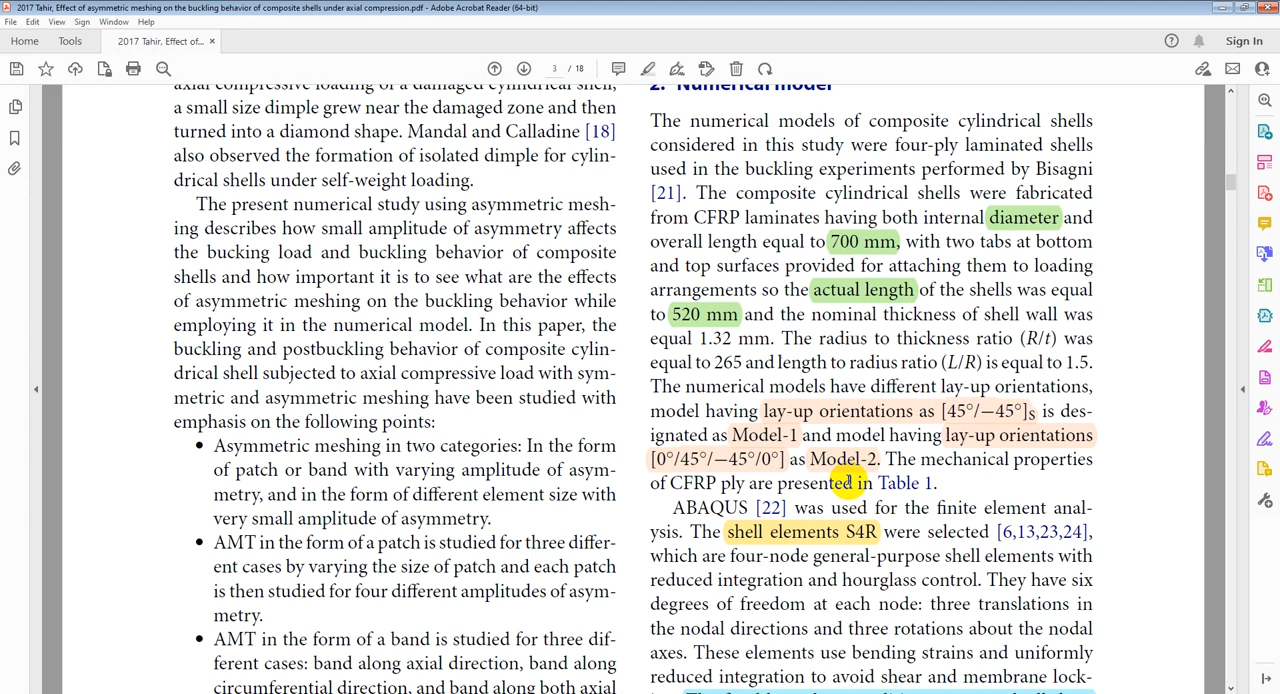 2017 Tahir, Effect of asymmetric meshing on the buckling behavior of composite shells under axial compression.pdf - Adobe Acrobat Reader (64-bit)
File Edit View Sign Window Help
Home Tools 2017 Tahir, Effect of... × Sign In
3 / 18
axial compressive loading of a damaged cylindrical shell,
a small size dimple grew near the damaged zone and then
turned into a diamond shape. Mandal and Calladine [18]
also observed the formation of isolated dimple for cylin-
drical shells under self-weight loading.
The present numerical study using asymmetric mesh-
ing describes how small amplitude of asymmetry affects
the bucking load and buckling behavior of composite
shells and how important it is to see what are the effects
of asymmetric meshing on the buckling behavior while
employing it in the numerical model. In this paper, the
buckling and postbuckling behavior of composite cylin-
drical shell subjected to axial compressive load with sym-
metric and asymmetric meshing have been studied with
emphasis on the following points:
• Asymmetric meshing in two categories: In the form
of patch or band with varying amplitude of asym-
metry, and in the form of different element size with
very small amplitude of asymmetry.
• AMT in the form of a patch is studied for three differ-
ent cases by varying the size of patch and each patch
is then studied for four different amplitudes of asym-
metry.
• AMT in the form of a band is studied for three dif-
ferent cases: band along axial direction, band along
circumferential direction, and band along both axial
2. Numerical model
The numerical models of composite cylindrical shells
considered in this study were four-ply laminated shells
used in the buckling experiments performed by Bisagni
[21]. The composite cylindrical shells were fabricated
from CFRP laminates having both internal diameter and
overall length equal to 700 mm, with two tabs at bottom
and top surfaces provided for attaching them to loading
arrangements so the actual length of the shells was equal
to 520 mm and the nominal thickness of shell wall was
equal 1.32 mm. The radius to thickness ratio (R/t) was
equal to 265 and length to radius ratio (L/R) is equal to 1.5.
The numerical models have different lay-up orientations,
model having lay-up orientations as [45°/−45°]s is des-
ignated as Model-1 and model having lay-up orientations
[0°/45°/−45°/0°] as Model-2. The mechanical properties
of CFRP ply are presented in Table 1.
ABAQUS [22] was used for the finite element anal-
ysis. The shell elements S4R were selected [6,13,23,24],
which are four-node general-purpose shell elements with
reduced integration and hourglass control. They have six
degrees of freedom at each node: three translations in
the nodal directions and three rotations about the nodal
axes. These elements use bending strains and uniformly
reduced integration to avoid shear and membrane lock-